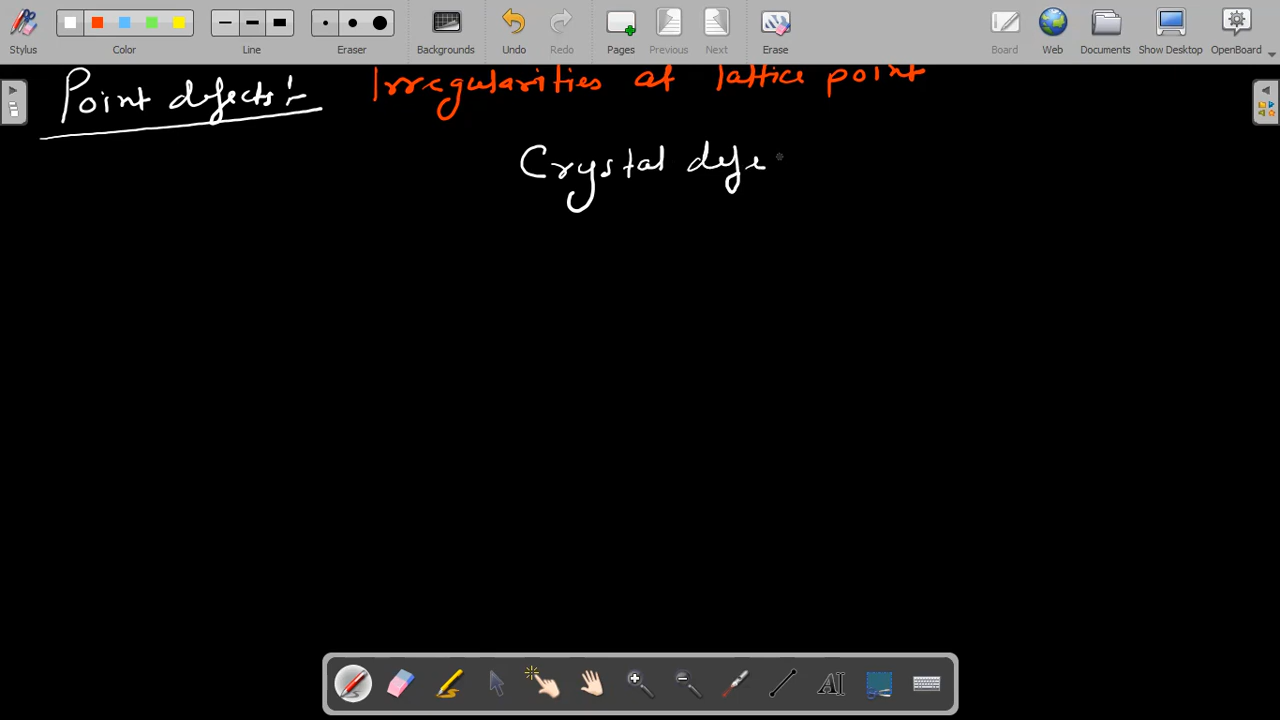 Stylus
Color
Line
Eraser
Backgrounds
Undo
Redo
Pages
Previous
Next
Erase
Board
Web
Documents
Show Desktop
OpenBoard
Point defects:- Irregularities at lattice point
Crystal defe
AI